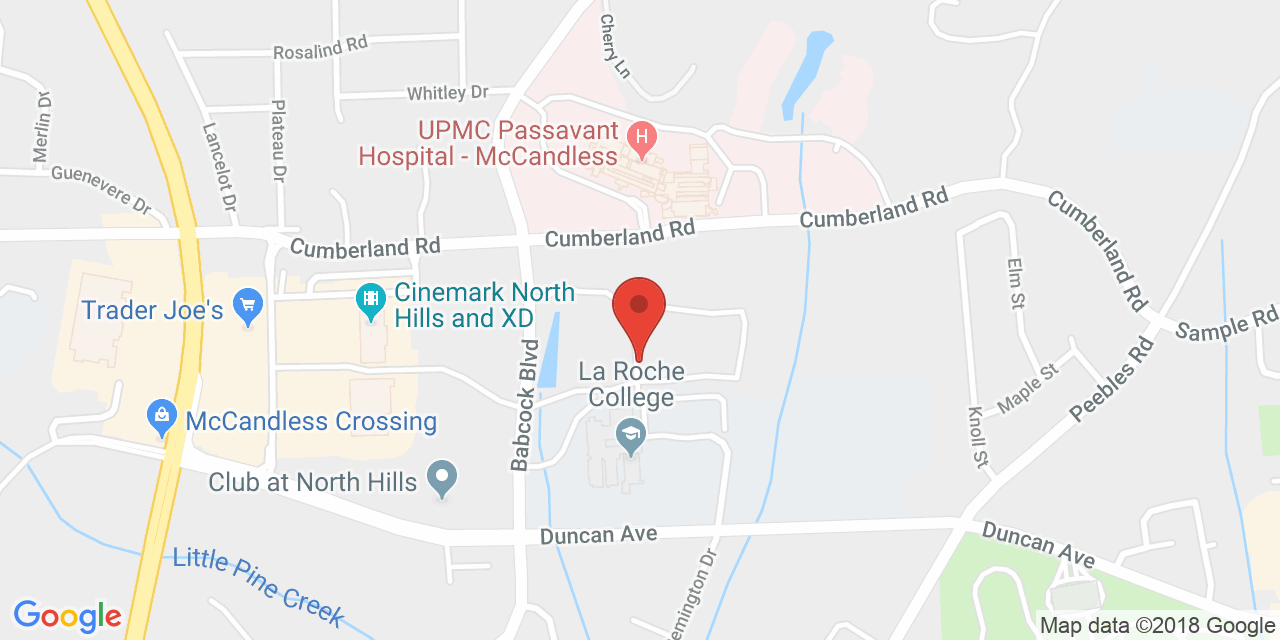 Cherry Ln
Rosalind Rd
Whitley Dr
Merlin Dr
Lancelot Dr
Plateau Dr
Guenevere Dr
UPMC Passavant
Hospital - McCandless
H
Cumberland Rd
Cumberland Rd
Cumberland Rd
Cumberland Rd
Elm St
Sample Rd
Trader Joe's
Cinemark North
Hills and XD
Babcock Blvd
La Roche
College
Maple St
Peebles Rd
Knoll St
McCandless Crossing
Club at North Hills
Duncan Ave
Duncan Ave
Little Pine Creek
emington Dr
Google
Map data ©2018 Google